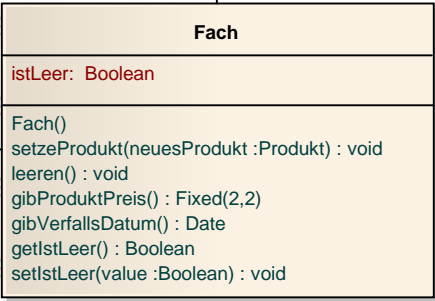 Fach
istLeer: Boolean
Fach()
setzeProdukt(neuesProdukt :Produkt) : void
leeren() : void
gibProduktPreis() : Fixed(2,2)
gibVerfallsDatum() : Date
getIstLeer() : Boolean
setIstLeer(value :Boolean) : void